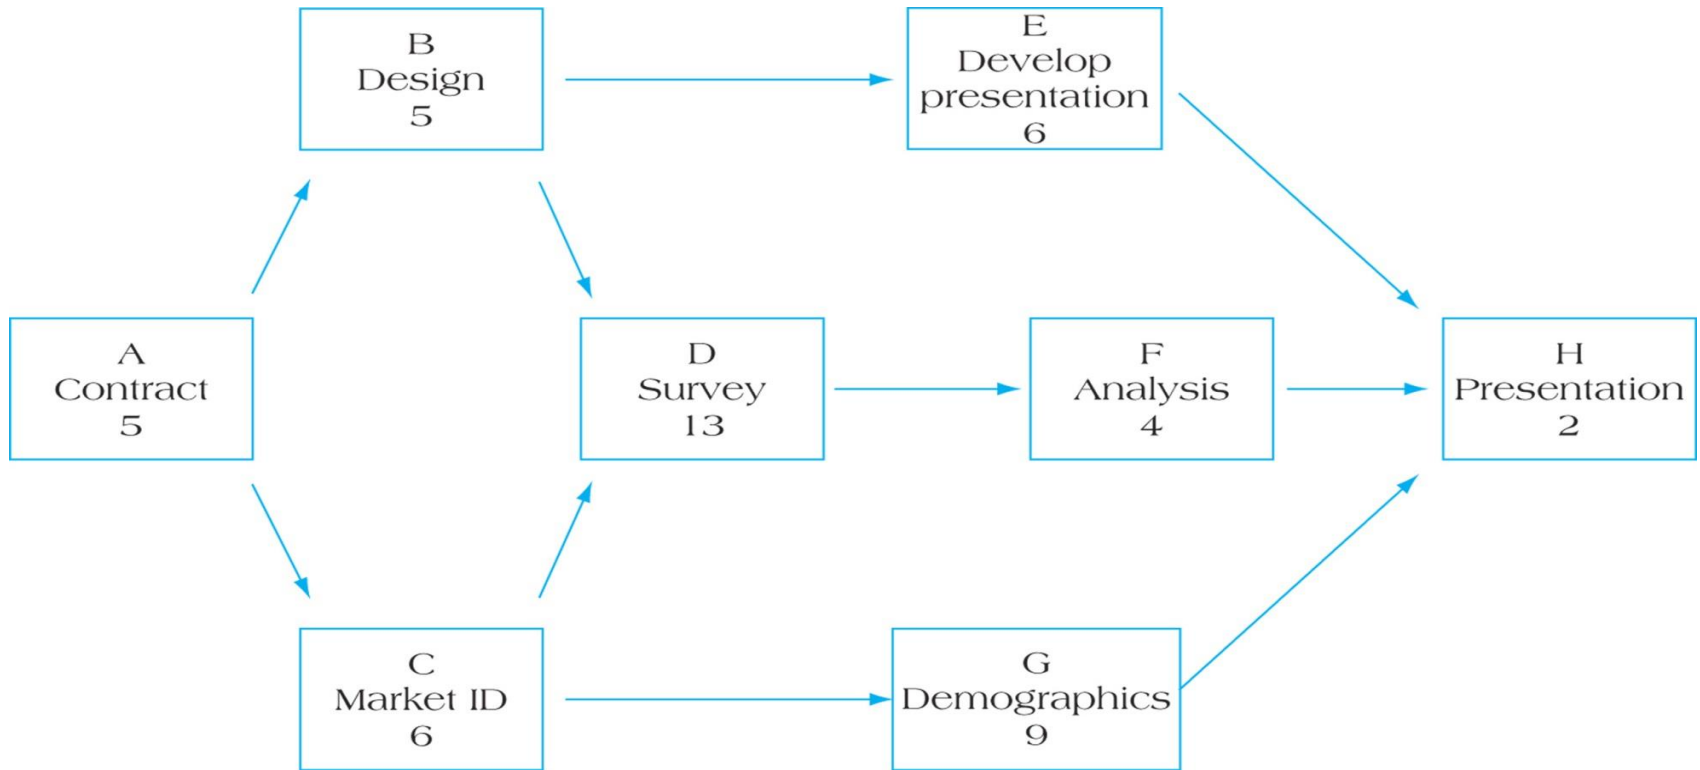 B
Design
5
E
Develop
presentation
6
A
Contract
5
D
Survey
13
F
Analysis
4
H
Presentation
2
C
Market ID
6
G
Demographics
9